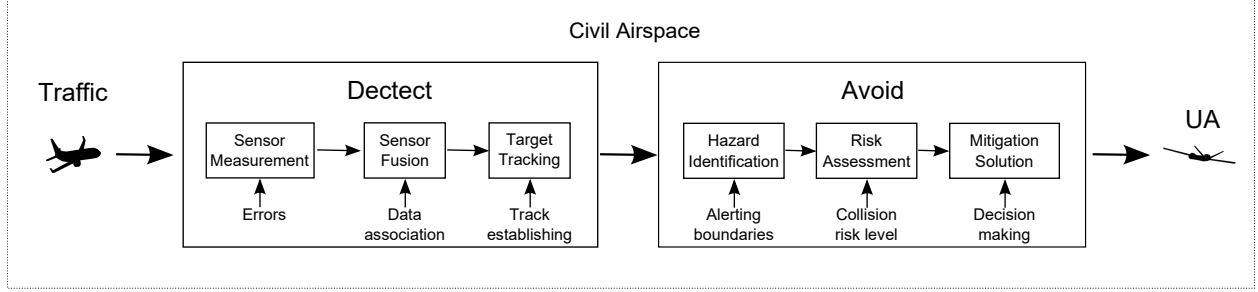 Civil Airspace
Traffic
Dectect
Sensor
Measurement
Sensor
Fusion
Target
Tracking
Errors
Data
association
Track
establishing
Avoid
Hazard
Identification
Risk
Assessment
Mitigation
Solution
Alerting
boundaries
Collision
risk level
Decision
making
UA